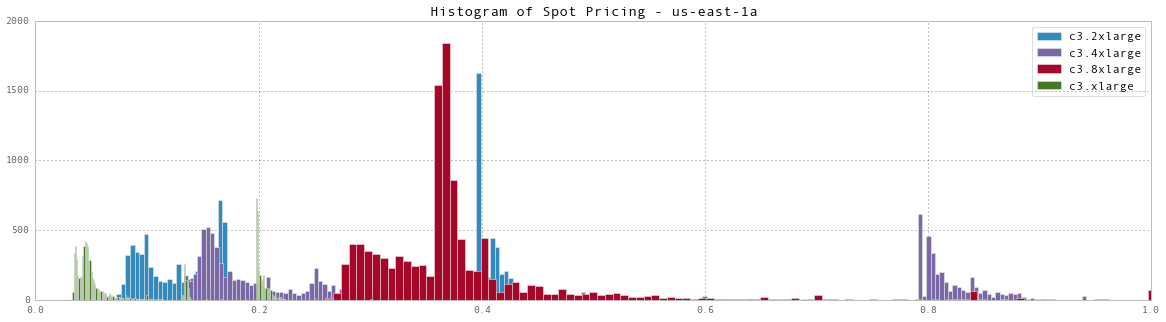 Histogram of Spot Pricing - us-east-1a
2000
1500
1000
500
0
c3.2xlarge
c3.4xlarge
c3.8xlarge
c3.xlarge
0.0 0.2 0.4 0.6 0.8 1.0